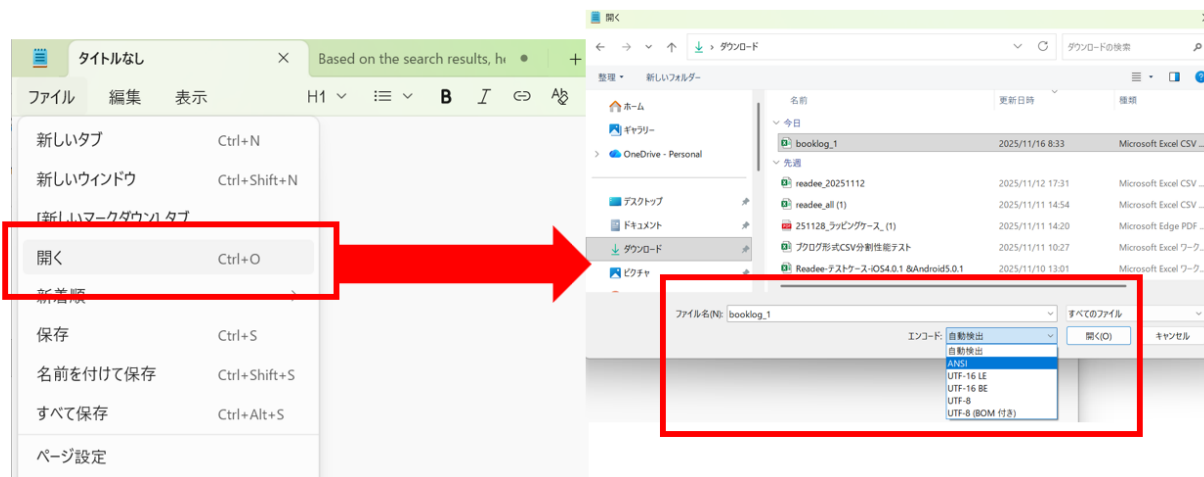 タイトルなし
Based on the search results, he
ファイル 編集 表示 H1 B I
新しいタブ Ctrl+N
新しいウィンドウ Ctrl+Shift+N
[新しいマークダウン] タブ
開く Ctrl+O
新着順
保存 Ctrl+S
名前を付けて保存 Ctrl+Shift+S
すべて保存 Ctrl+Alt+S
ページ設定
開く
ダウンロード
ダウンロードの検索
整理 新しいフォルダー
ホーム
ギャラリー
OneDrive - Personal
デスクトップ
ドキュメント
ダウンロード
ピクチャ
名前 更新日時 種類
今日
booklog_1 2025/11/16 8:33 Microsoft Excel CSV ...
先週
readee_20251112 2025/11/12 17:31 Microsoft Excel CSV ...
readee_all (1) 2025/11/11 14:54 Microsoft Excel CSV ...
251128_ラッピングケース_ (1) 2025/11/11 14:20 Microsoft Edge PDF ...
ブクログ形式CSV分割性能テスト 2025/11/11 10:27 Microsoft Excel ワーク...
Readee-テストケース-iOS4.0.1 &Android5.0.1 2025/11/10 13:01 Microsoft Excel ワーク...
ファイル名(N): booklog_1 すべてのファイル
エンコード: 自動検出 開く(O) キャンセル
自動検出
ANSI
UTF-16 LE
UTF-16 BE
UTF-8
UTF-8 (BOM 付き)